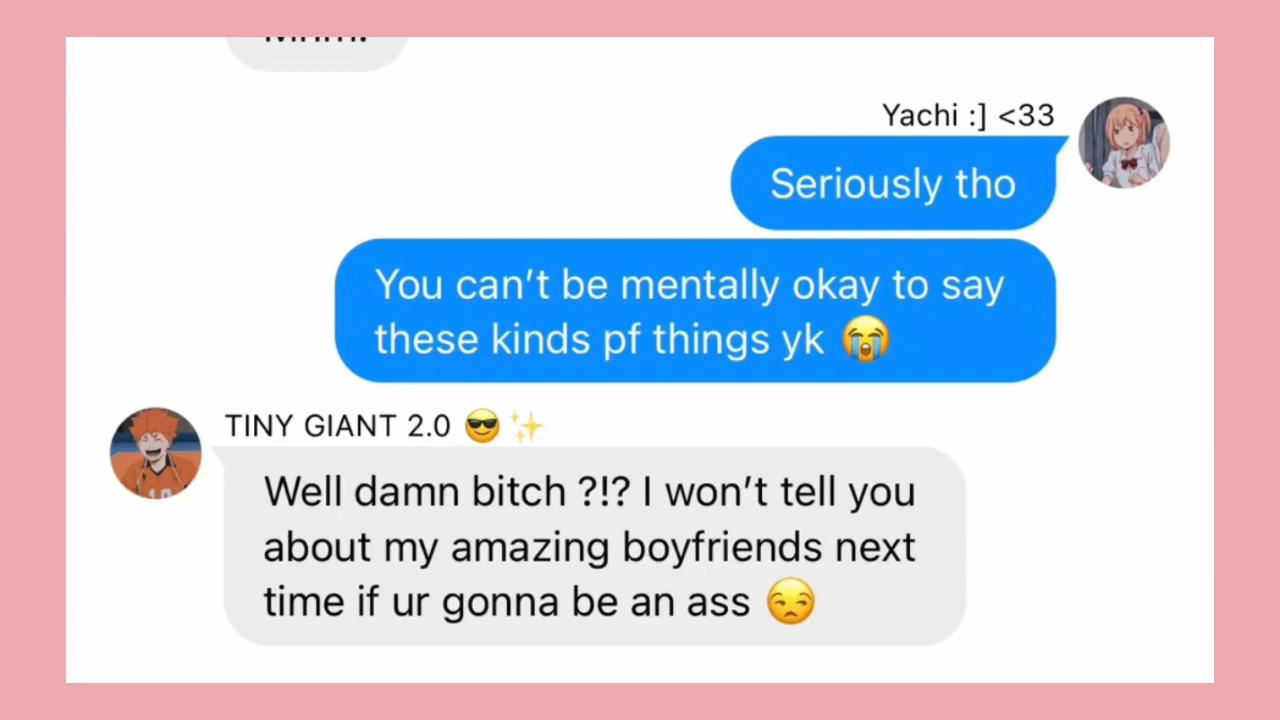 Yachi :] <33
Seriously tho
You can't be mentally okay to say
these kinds pf things yk 😭
TINY GIANT 2.0 😎✨
Well damn bitch ?!? I won't tell you
about my amazing boyfriends next
time if ur gonna be an ass 😒